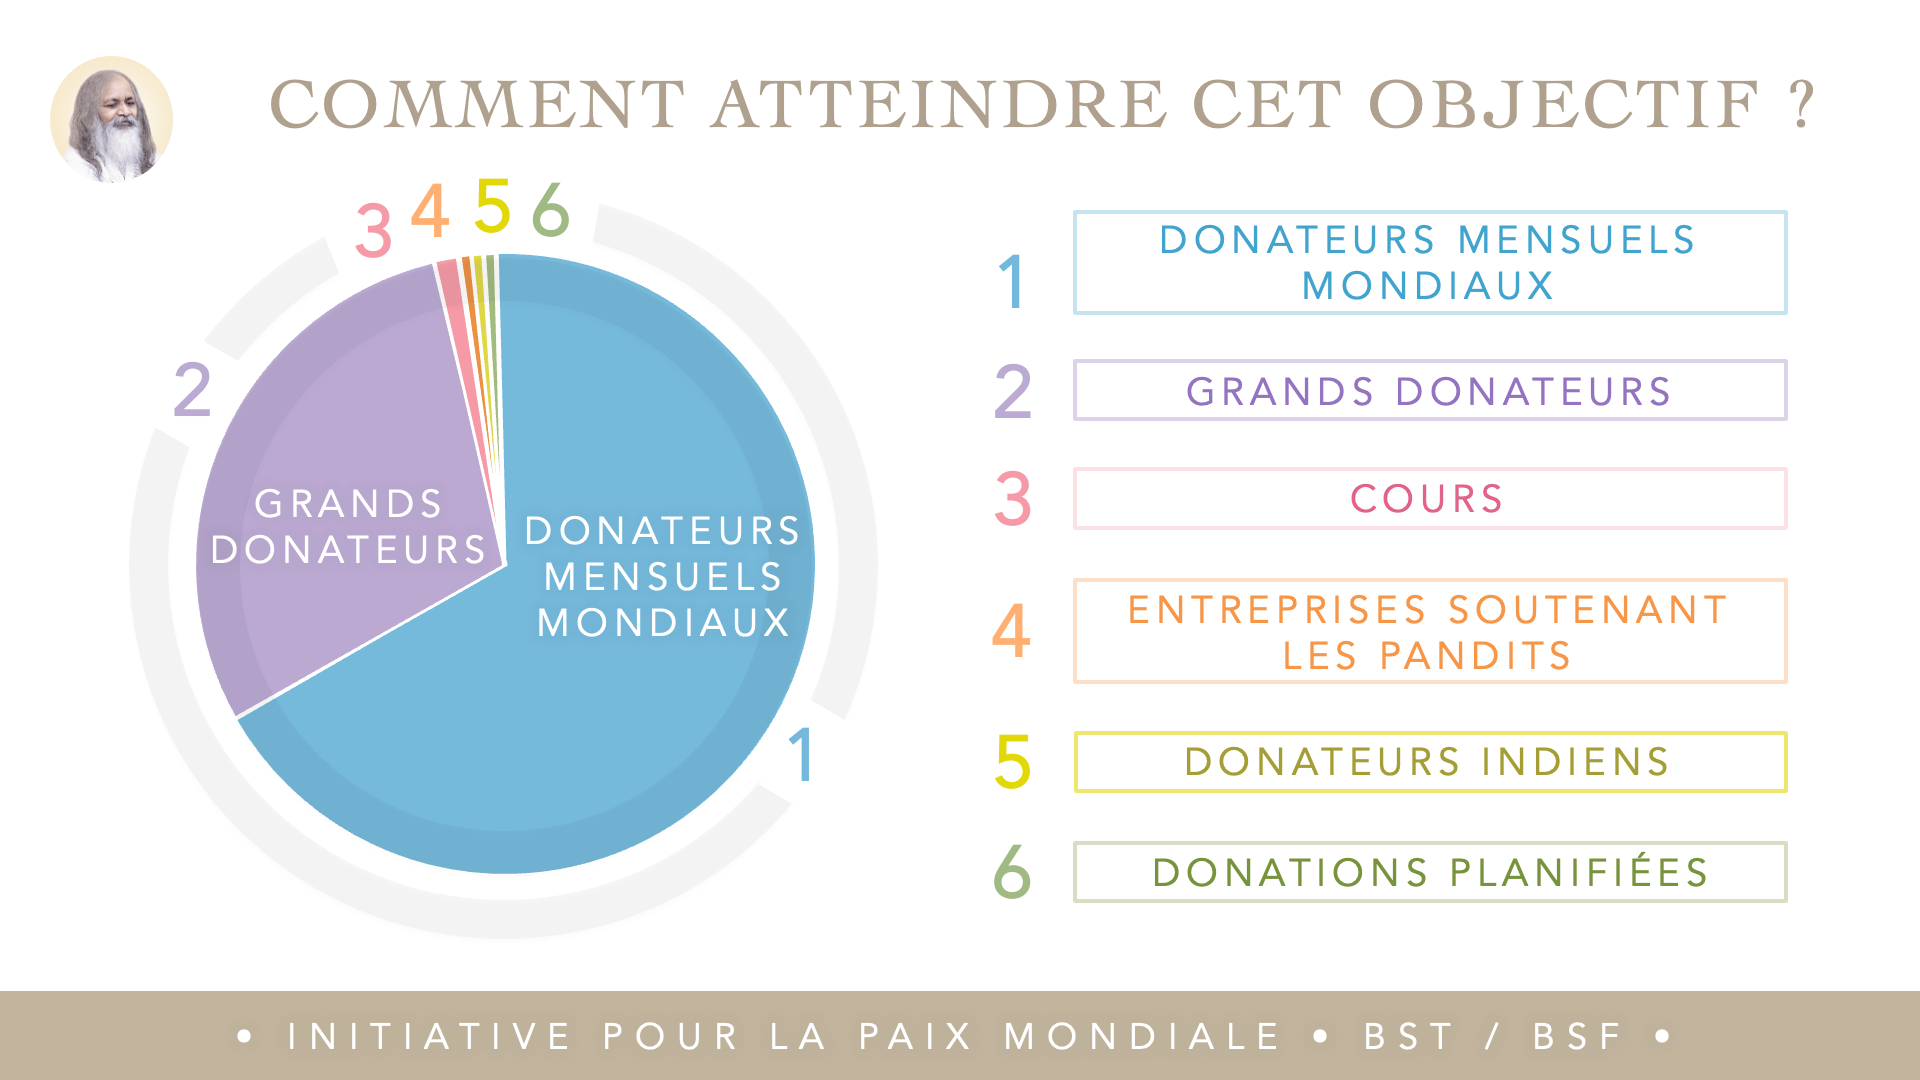 COMMENT ATTEINDRE CET OBJECTIF ?
3
4
5
6
2
GRANDS
DONATEURS
DONATEURS
MENSUELS
MONDIAUX
1
1
DONATEURS MENSUELS
MONDIAUX
2
GRANDS DONATEURS
3
COURS
4
ENTREPRISES SOUTENANT
LES PANDITS
5
DONATEURS INDIENS
6
DONATIONS PLANIFIÉES
• INITIATIVE POUR LA PAIX MONDIALE • BST / BSF •